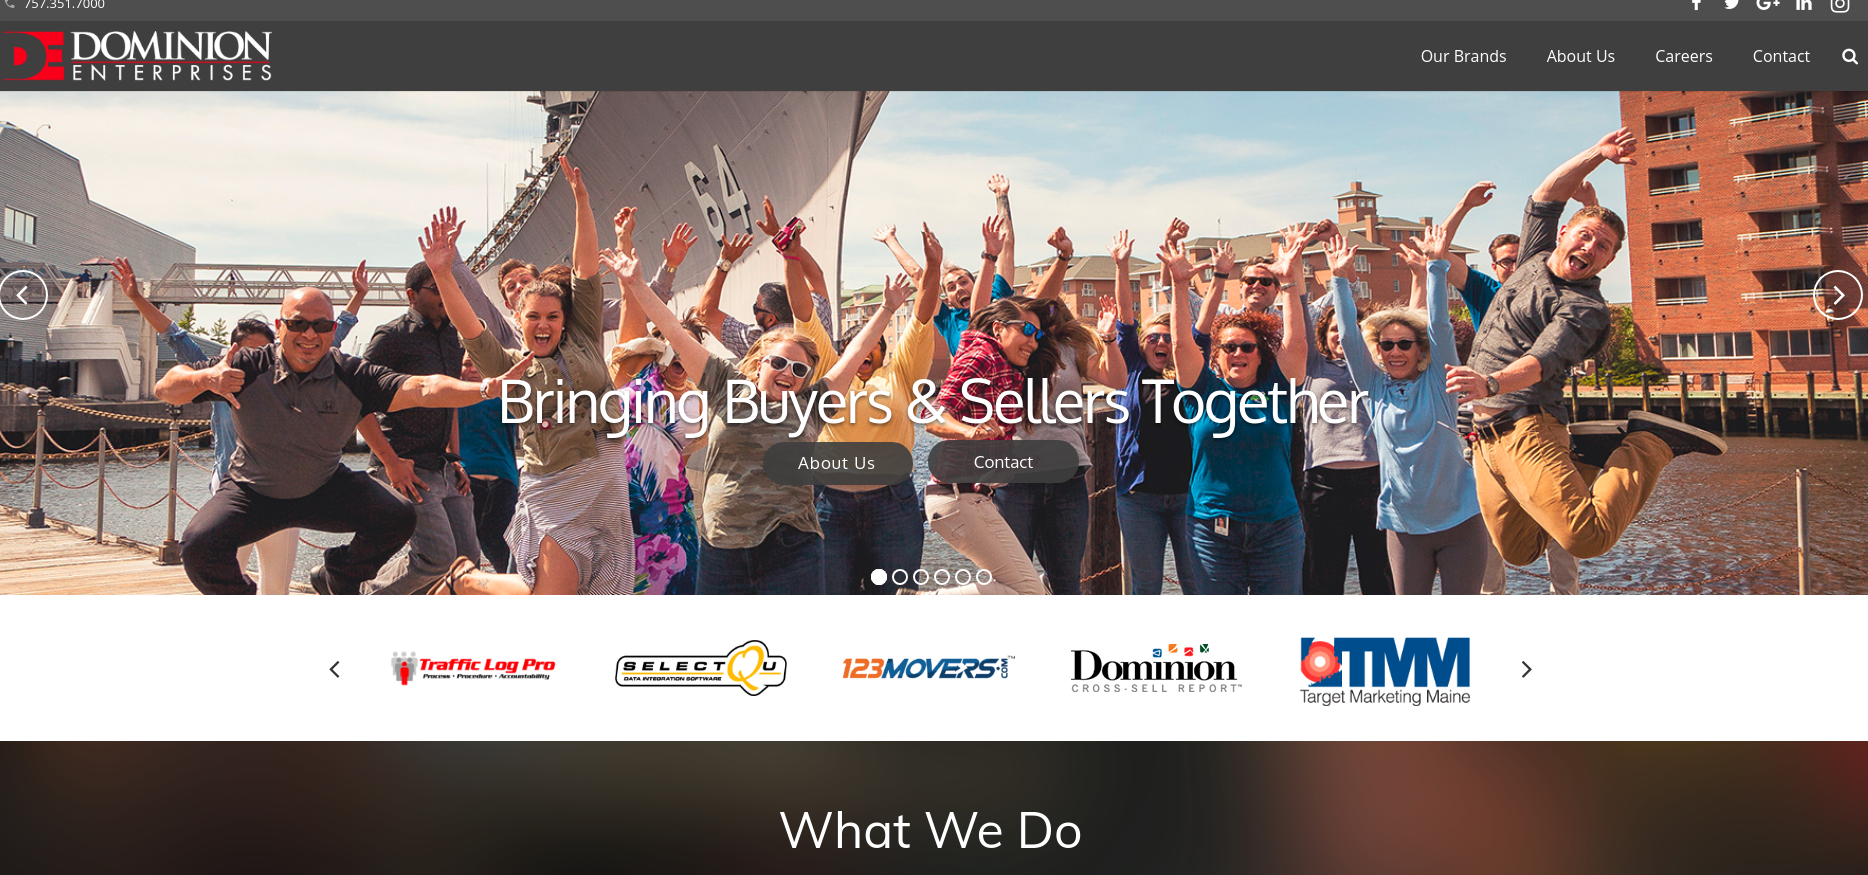 757.351.7000
DOMINION
ENTERPRISES
Our Brands
About Us
Careers
Contact
64
Bringing Buyers & Sellers Together
About Us
Contact
Traffic Log Pro
Process • Procedure • Accountability
SELECTQU
DATA INTEGRATION SOFTWARE
123MOVERS.COM™
Dominion
CROSS-SELL REPORT™
TMM
Target Marketing Maine
What We Do